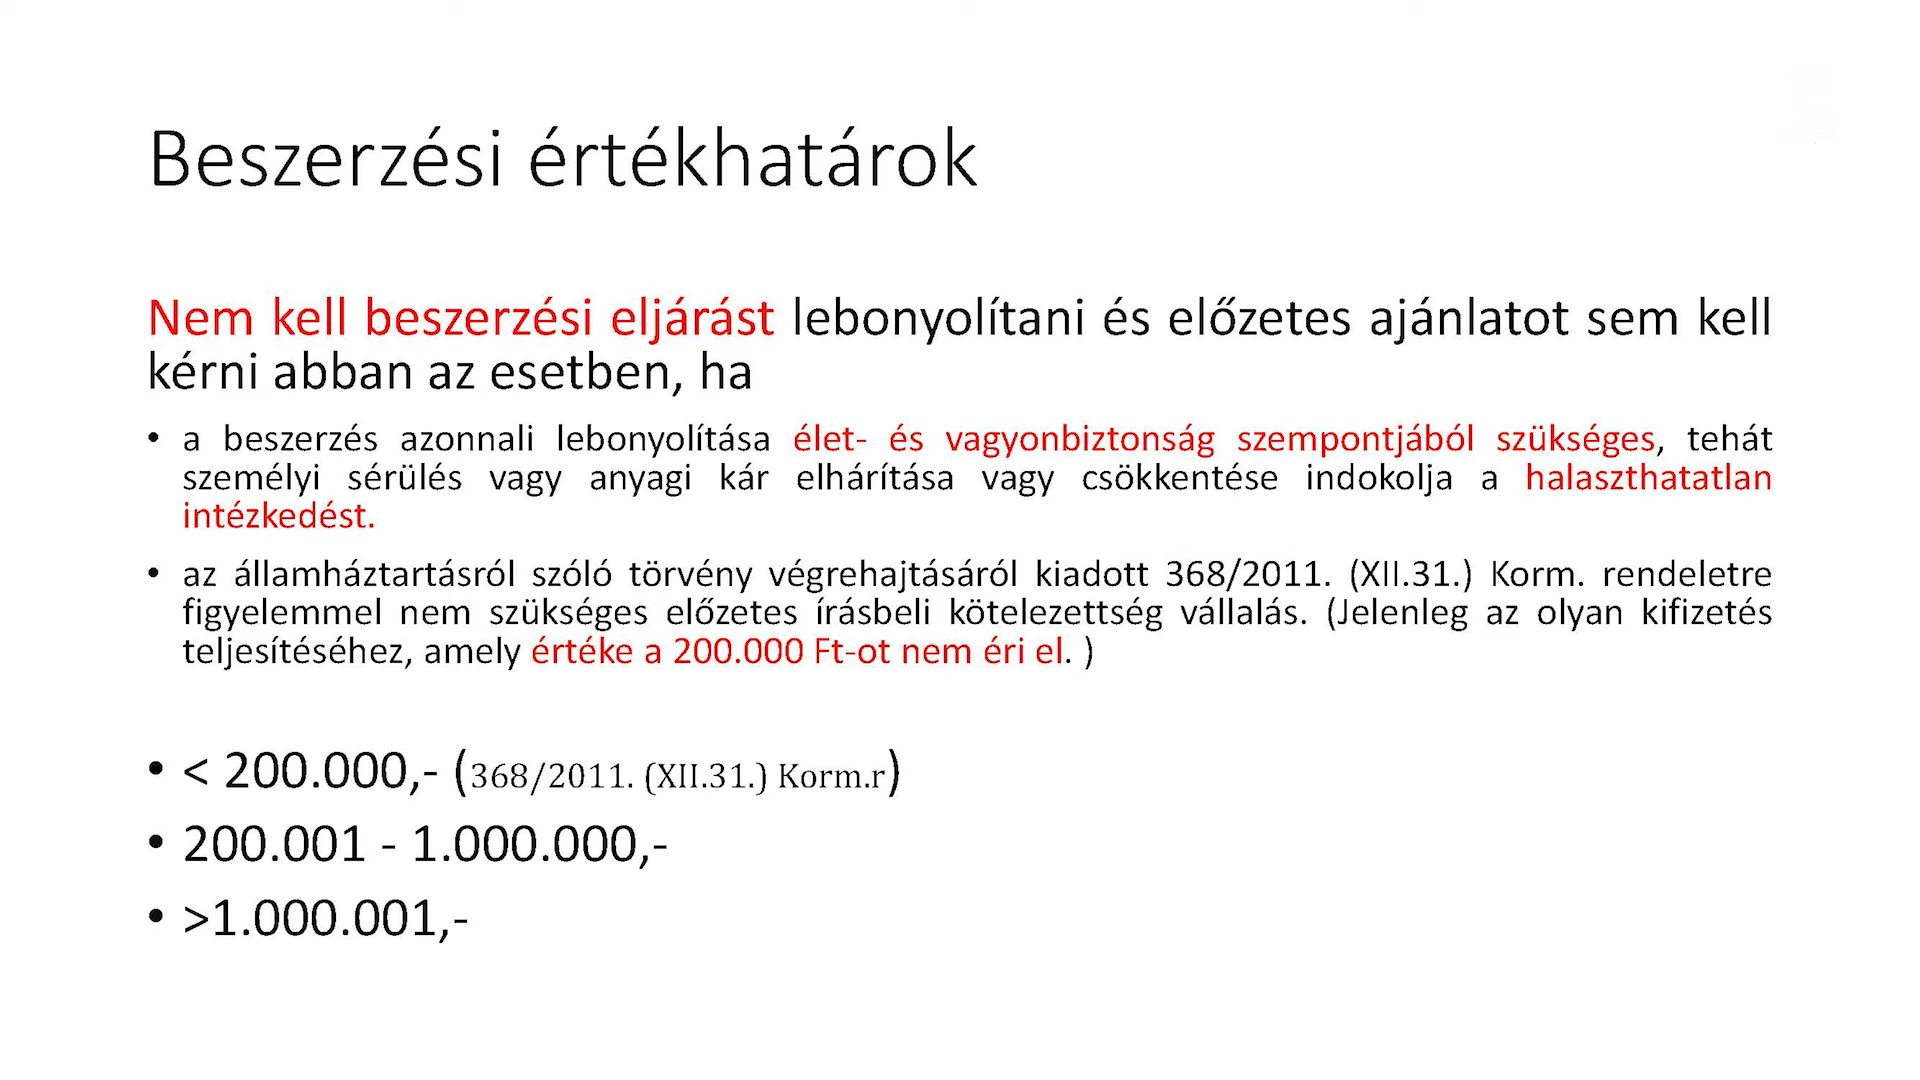 Beszerzési értékhatárok
Nem kell beszerzési eljárást lebonyolítani és előzetes ajánlatot sem kell
kérni abban az esetben, ha
• a beszerzés azonnali lebonyolítása élet- és vagyonbiztonság szempontjából szükséges, tehát
személyi sérülés vagy anyagi kár elhárítása vagy csökkentése indokolja a halaszthatatlan
intézkedést.
• az államháztartásról szóló törvény végrehajtásáról kiadott 368/2011. (XII.31.) Korm. rendeletre
figyelemmel nem szükséges előzetes írásbeli kötelezettség vállalás. (Jelenleg az olyan kifizetés
teljesítéséhez, amely értéke a 200.000 Ft-ot nem éri el. )
• < 200.000,- (368/2011. (XII.31.) Korm.r)
• 200.001 - 1.000.000,-
• >1.000.001,-